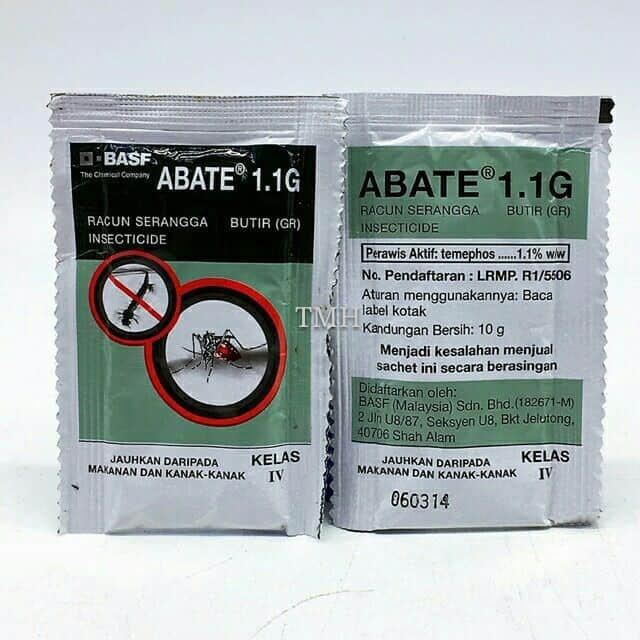 BASF
The Chemical Company
ABATE® 1.1G
RACUN SERANGGA BUTIR (GR)
INSECTICIDE
JAUHKAN DARIPADA
MAKANAN DAN KANAK-KANAK
KELAS
IV
TMH
ABATE® 1.1G
RACUN SERANGGA BUTIR (GR)
INSECTICIDE
Perawis Aktif: temephos ......1.1% w/w
No. Pendaftaran : LRMP. R1/5506
Aturan menggunakannya: Baca
label kotak
Kandungan Bersih: 10 g
Menjadi kesalahan menjual
sachet ini secara berasingan
Didaftarkan oleh:
BASF (Malaysia) Sdn. Bhd.(182671-M)
2 Jln U8/87, Seksyen U8, Bkt Jelutong,
40706 Shah Alam
JAUHKAN DARIPADA
MAKANAN DAN KANAK-KANAK
KELAS
IV
060314